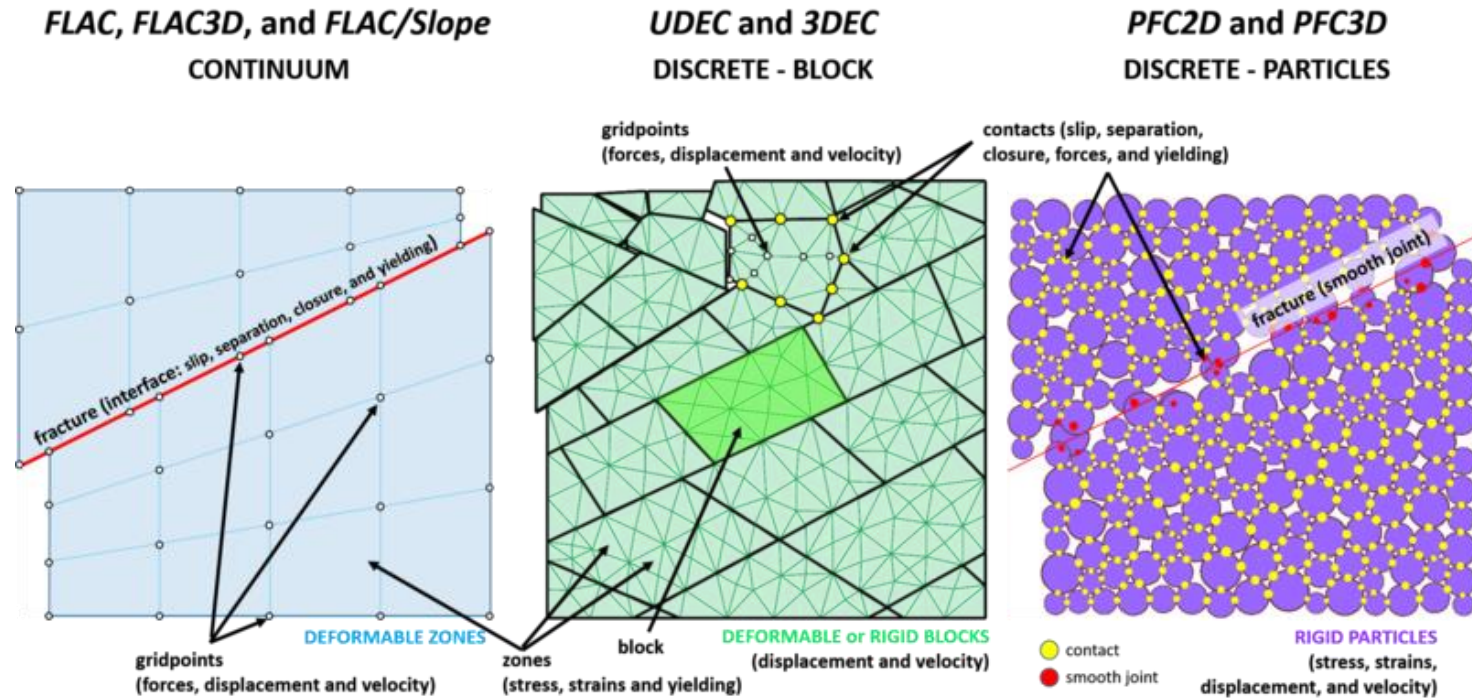 FLAC, FLAC3D, and FLAC/Slope
CONTINUUM
UDEC and 3DEC
DISCRETE - BLOCK
PFC2D and PFC3D
DISCRETE - PARTICLES
gridpoints
(forces, displacement and velocity)
contacts (slip, separation,
closure, forces, and yielding)
fracture (interface: slip, separation, closure, and yielding)
fracture (smooth joint)
DEFORMABLE ZONES
gridpoints
(forces, displacement and velocity)
zones
(stress, strains and yielding)
block
DEFORMABLE or RIGID BLOCKS
(displacement and velocity)
contact
smooth joint
RIGID PARTICLES
(stress, strains,
displacement, and velocity)